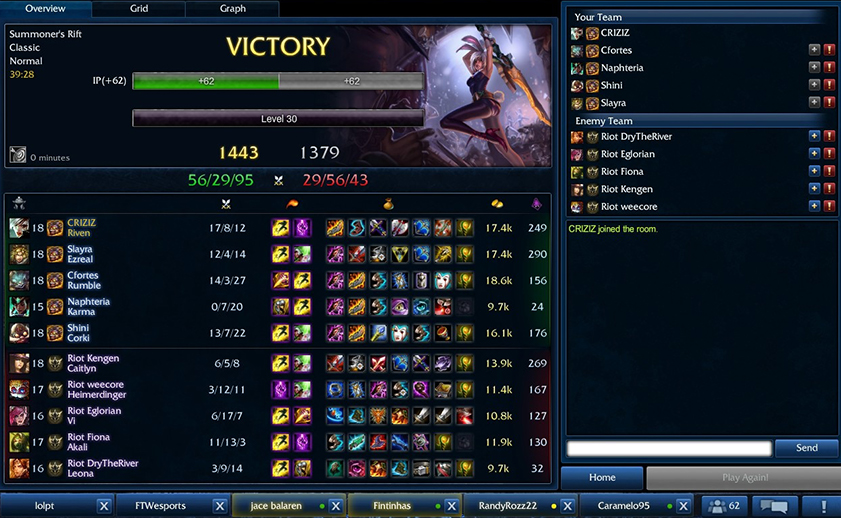 Overview Grid Graph
Summoner's Rift
Classic
Normal
39:28
VICTORY
IP(+62) +62 +62
Level 30
0 minutes
1443 1379
56/29/95 29/56/43
18 CRIZIZ 17/8/12 17.4k 249
Riven
18 Slayra 12/4/14 17.4k 290
Ezreal
18 Cfortes 14/3/27 18.6k 156
Rumble
15 Naphteria 0/7/20 9.7k 24
Karma
18 Shini 13/7/22 16.1k 176
Corki
18 Riot Kengen 6/5/8 13.9k 269
Caitlyn
17 Riot weecore 3/12/11 11.4k 167
Heimerdinger
16 Riot Eglorian 6/17/7 10.8k 127
Vi
17 Riot Fiona 11/13/3 11.9k 130
Akali
16 Riot DryTheRiver 3/9/14 9.7k 32
Leona
Your Team
CRIZIZ
Cfortes
Naphteria
Shini
Slayra
Enemy Team
Riot DryTheRiver
Riot Eglorian
Riot Fiona
Riot Kengen
Riot weecore
CRIZIZ joined the room.
Send
Home Play Again!
lolpt X FTWesports X jace balaren X Fintinhas X RandyRozz22 X Caramelo95 X 62